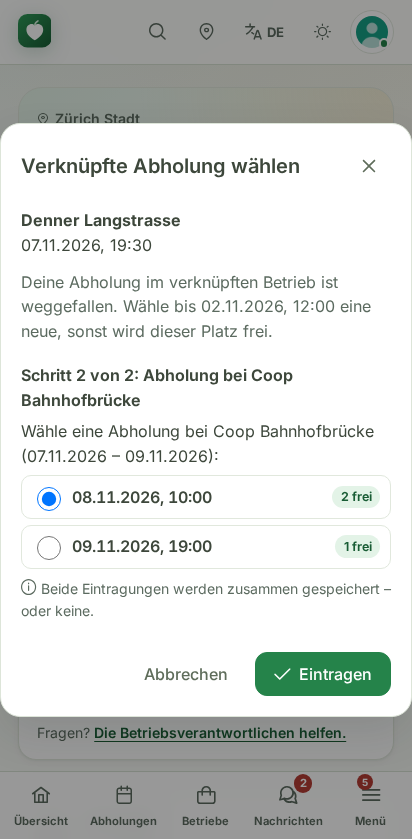 DE
Zürich Stadt
Verknüpfte Abholung wählen
Denner Langstrasse
07.11.2026, 19:30
Deine Abholung im verknüpften Betrieb ist
weggefallen. Wähle bis 02.11.2026, 12:00 eine
neue, sonst wird dieser Platz frei.
Schritt 2 von 2: Abholung bei Coop
Bahnhofbrücke
Wähle eine Abholung bei Coop Bahnhofbrücke
(07.11.2026 – 09.11.2026):
08.11.2026, 10:00 2 frei
09.11.2026, 19:00 1 frei
Beide Eintragungen werden zusammen gespeichert –
oder keine.
Abbrechen Eintragen
Fragen? Die Betriebsverantwortlichen helfen.
2 5
Übersicht Abholungen Betriebe Nachrichten Menü